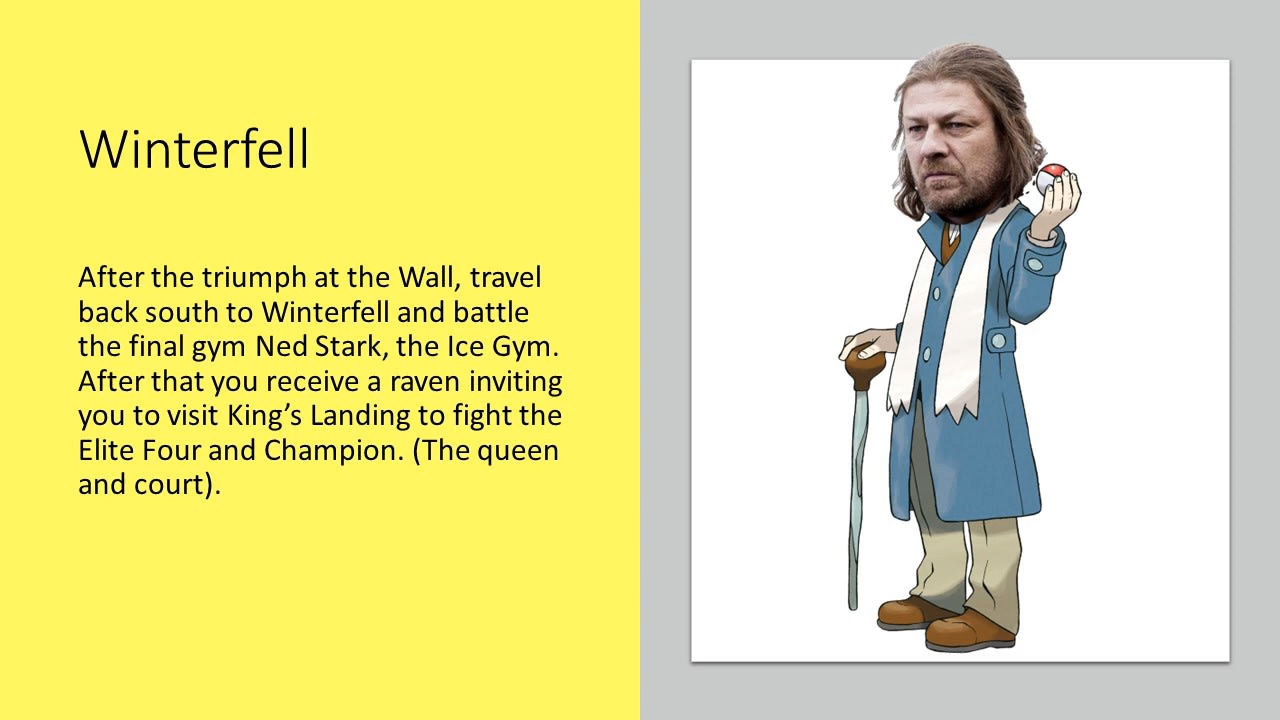 Winterfell
After the triumph at the Wall, travel
back south to Winterfell and battle
the final gym Ned Stark, the Ice Gym.
After that you receive a raven inviting
you to visit King’s Landing to fight the
Elite Four and Champion. (The queen
and court).